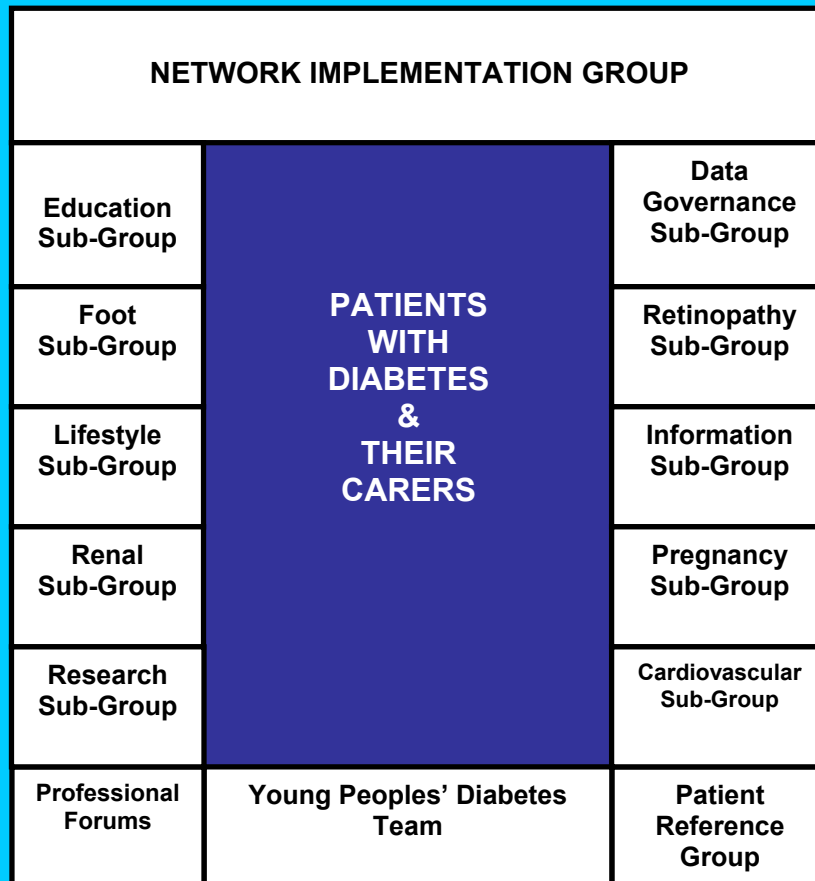 NETWORK IMPLEMENTATION GROUP
Education
Sub-Group
Data
Governance
Sub-Group
PATIENTS
WITH
DIABETES
&
THEIR
CARERS
Foot
Sub-Group
Retinopathy
Sub-Group
Lifestyle
Sub-Group
Information
Sub-Group
Renal
Sub-Group
Pregnancy
Sub-Group
Research
Sub-Group
Cardiovascular
Sub-Group
Professional
Forums
Young Peoples’ Diabetes
Team
Patient
Reference
Group